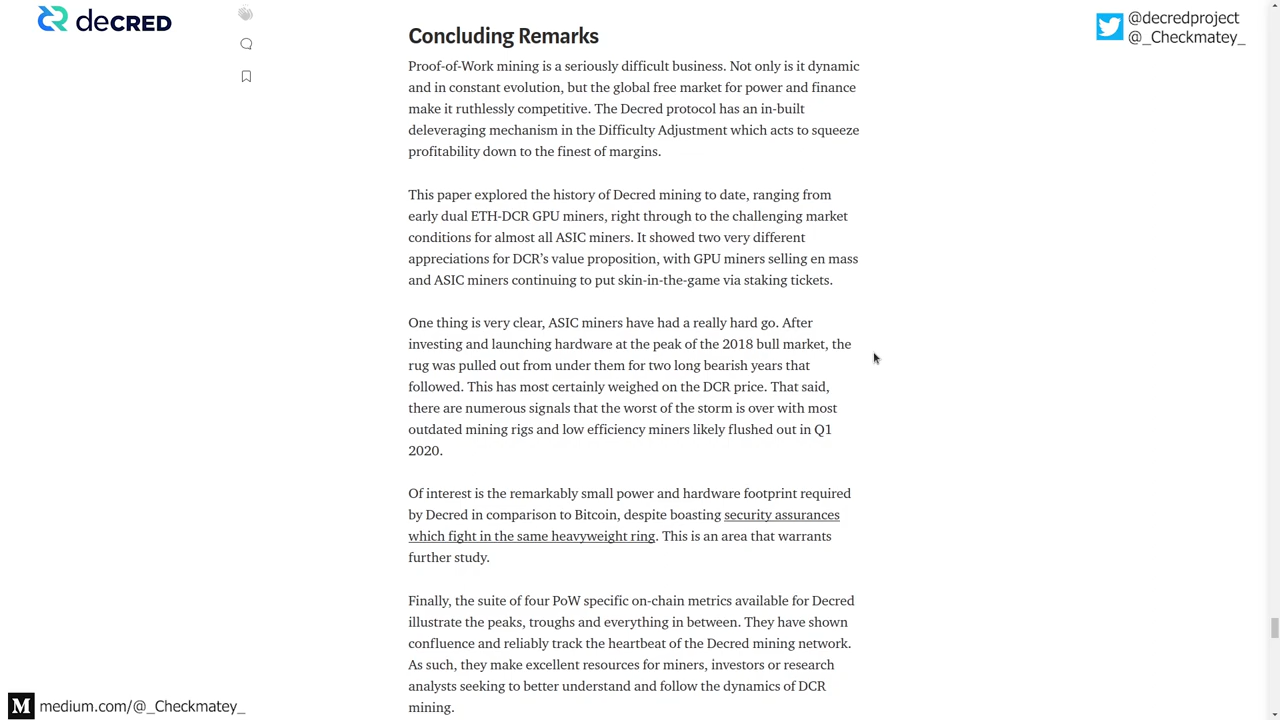 deCRED
@decredproject
@_Checkmatey_
Concluding Remarks
Proof-of-Work mining is a seriously difficult business. Not only is it dynamic
and in constant evolution, but the global free market for power and finance
make it ruthlessly competitive. The Decred protocol has an in-built
deleveraging mechanism in the Difficulty Adjustment which acts to squeeze
profitability down to the finest of margins.
This paper explored the history of Decred mining to date, ranging from
early dual ETH-DCR GPU miners, right through to the challenging market
conditions for almost all ASIC miners. It showed two very different
appreciations for DCR’s value proposition, with GPU miners selling en mass
and ASIC miners continuing to put skin-in-the-game via staking tickets.
One thing is very clear, ASIC miners have had a really hard go. After
investing and launching hardware at the peak of the 2018 bull market, the
rug was pulled out from under them for two long bearish years that
followed. This has most certainly weighed on the DCR price. That said,
there are numerous signals that the worst of the storm is over with most
outdated mining rigs and low efficiency miners likely flushed out in Q1
2020.
Of interest is the remarkably small power and hardware footprint required
by Decred in comparison to Bitcoin, despite boasting security assurances
which fight in the same heavyweight ring. This is an area that warrants
further study.
Finally, the suite of four PoW specific on-chain metrics available for Decred
illustrate the peaks, troughs and everything in between. They have shown
confluence and reliably track the heartbeat of the Decred mining network.
As such, they make excellent resources for miners, investors or research
analysts seeking to better understand and follow the dynamics of DCR
mining.
M medium.com/@_Checkmatey_